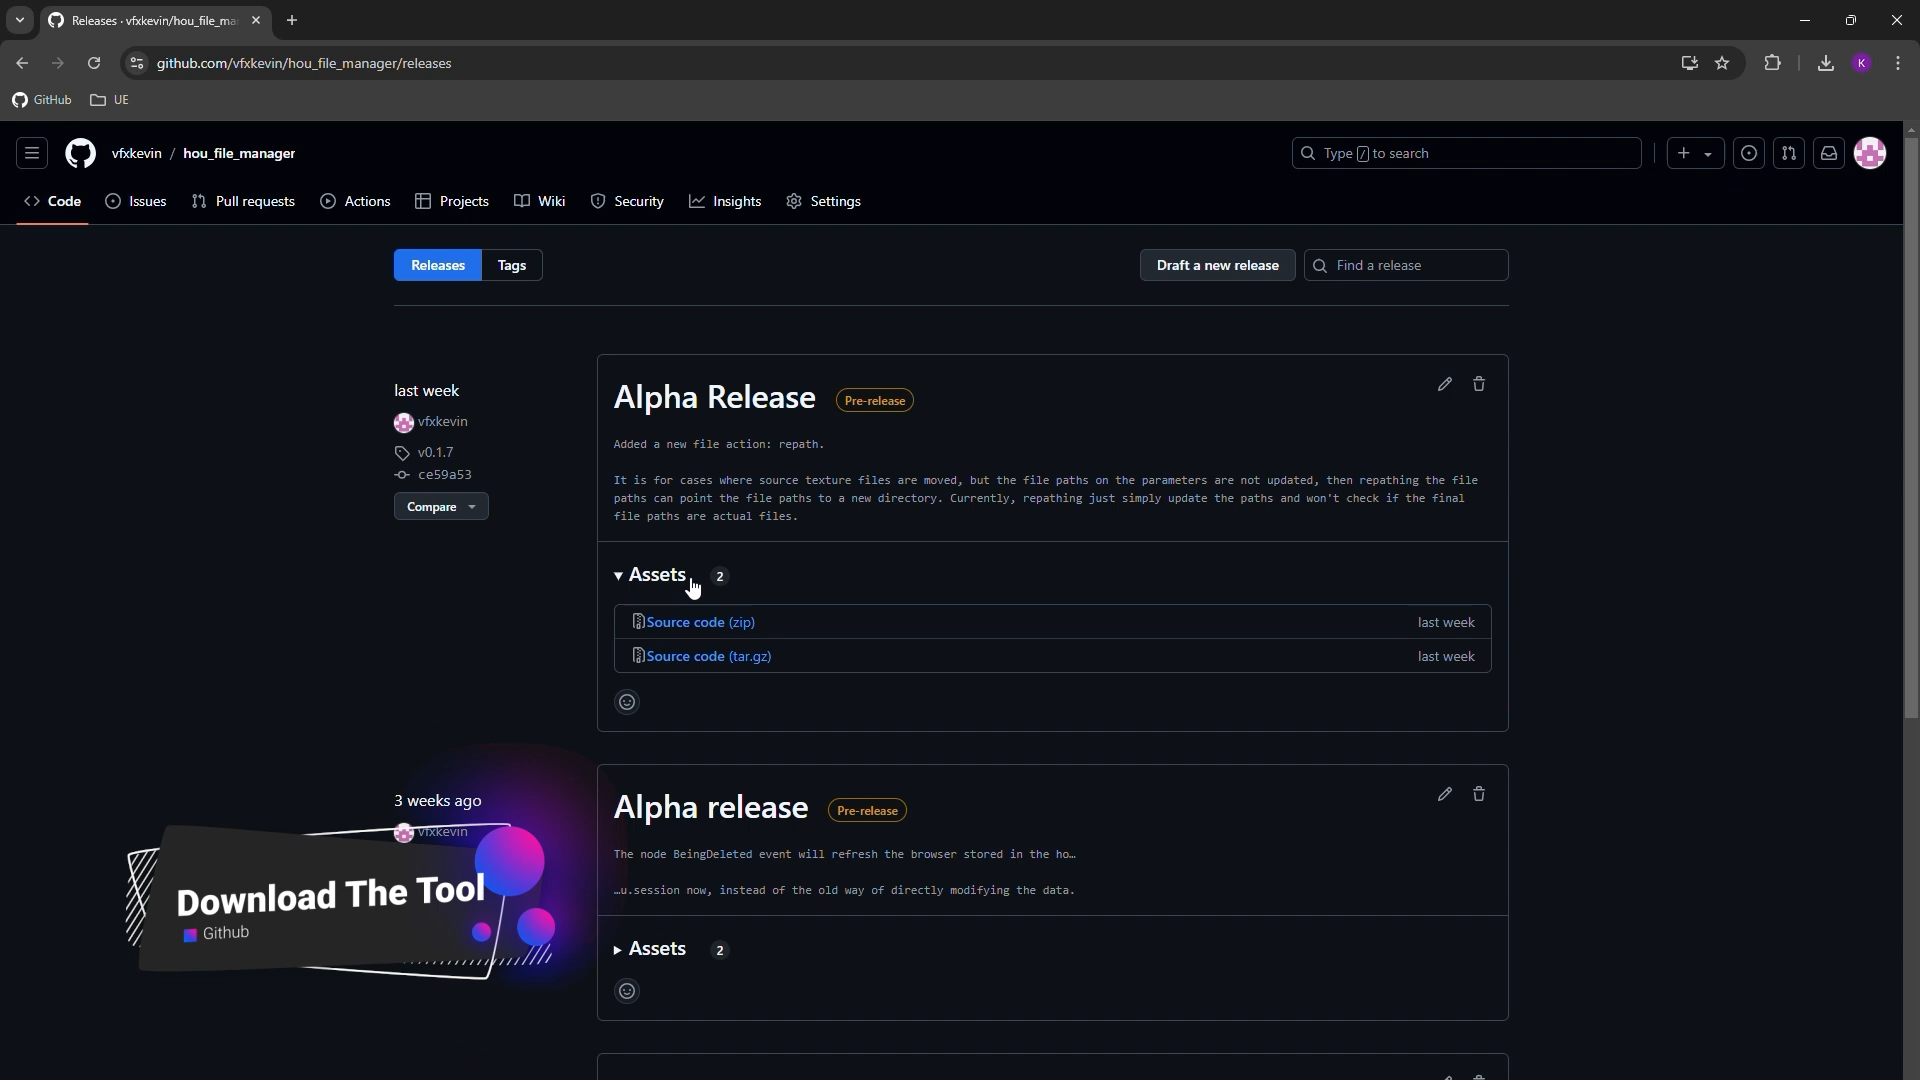 Releases · vfxkevin/hou_file_ma
github.com/vfxkevin/hou_file_manager/releases
K
GitHub
UE
vfxkevin / hou_file_manager
Type / to search
Code
Issues
Pull requests
Actions
Projects
Wiki
Security
Insights
Settings
Releases
Tags
Draft a new release
Find a release
last week
vfxkevin
v0.1.7
ce59a53
Compare
Alpha Release
Pre-release
Added a new file action: repath.
It is for cases where source texture files are moved, but the file paths on the parameters are not updated, then repathing the file
paths can point the file paths to a new directory. Currently, repathing just simply update the paths and won't check if the final
file paths are actual files.
Assets 2
Source code (zip)
last week
Source code (tar.gz)
last week
3 weeks ago
vfxkevin
Alpha release
Pre-release
The node BeingDeleted event will refresh the browser stored in the ho…
…u.session now, instead of the old way of directly modifying the data.
Assets 2
Download The Tool
Github